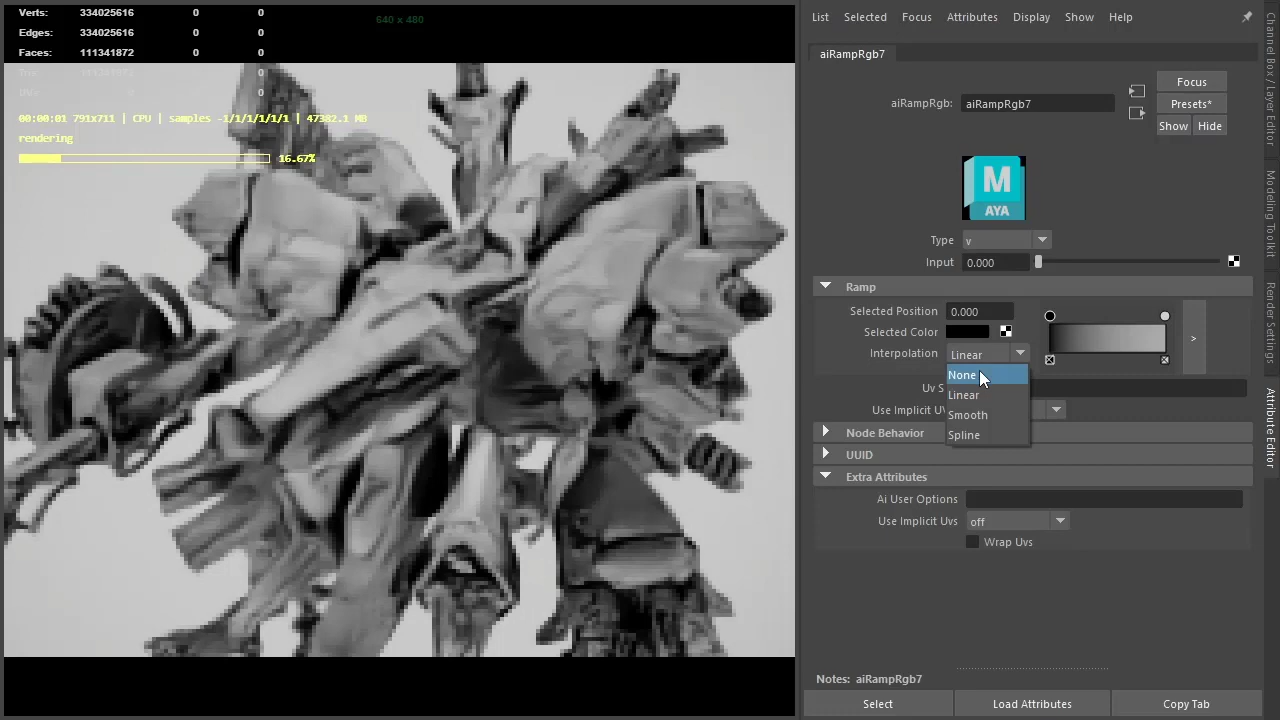 Verts: 334025616 0 0
Edges: 334025616 0 0
Faces: 111341872 0 0
0
0 0
640 x 480
00:00:01 791x711 | CPU | samples -1/1/1/1/1/1 | 47382.1 MB
rendering
16.67%
List Selected Focus Attributes Display Show Help
aiRampRgb7
aiRampRgb: aiRampRgb7
Focus
Presets*
Show Hide
M
AYA
Type v
Input 0.000
Ramp
Selected Position 0.000
Selected Color
Interpolation Linear
>
None
Linear
Smooth
Spline
Uv S
Use Implicit Uv
Node Behavior
UUID
Extra Attributes
Ai User Options
Use Implicit Uvs off
Wrap Uvs
Notes: aiRampRgb7
Select Load Attributes Copy Tab
Channel Box / Layer Editor
Modeling Toolkit
Render Settings
Attribute Editor